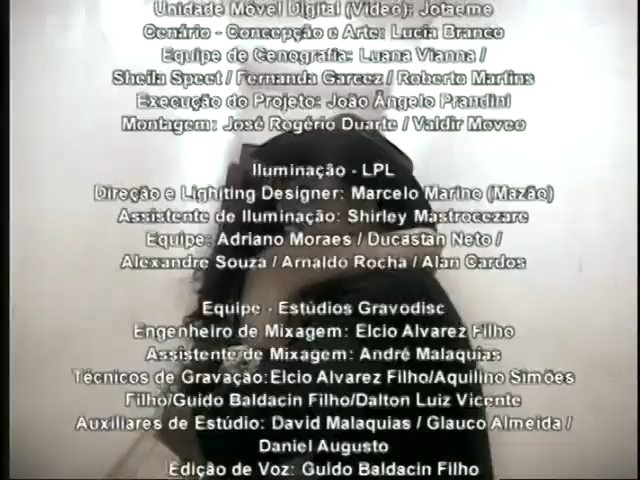 Unidade Móvel Digital (Vídeo): Jotaeme
Cenário - Concepção e Arte: Lucia Branco
Equipe de Cenografia: Luana Vianna /
Sheila Spect / Fernanda Garcez / Roberto Martins
Execução do Projeto: João Ângelo Prandini
Montagem: José Rogério Duarte / Valdir Moveo
Iluminação - LPL
Direção e Lighiting Designer: Marcelo Marino (Mazão)
Assistente de Iluminação: Shirley Mastrocezare
Equipe: Adriano Moraes / Ducastan Neto /
Alexandre Souza / Arnaldo Rocha / Alan Cardos
Equipe - Estúdios Gravodisc
Engenheiro de Mixagem: Elcio Alvarez Filho
Assistente de Mixagem: André Malaquias
Técnicos de Gravação:Elcio Alvarez Filho/Aquilino Simões
Filho/Guido Baldacin Filho/Dalton Luiz Vicente
Auxiliares de Estúdio: David Malaquias / Glauco Almeida /
Daniel Augusto
Edição de Voz: Guido Baldacin Filho